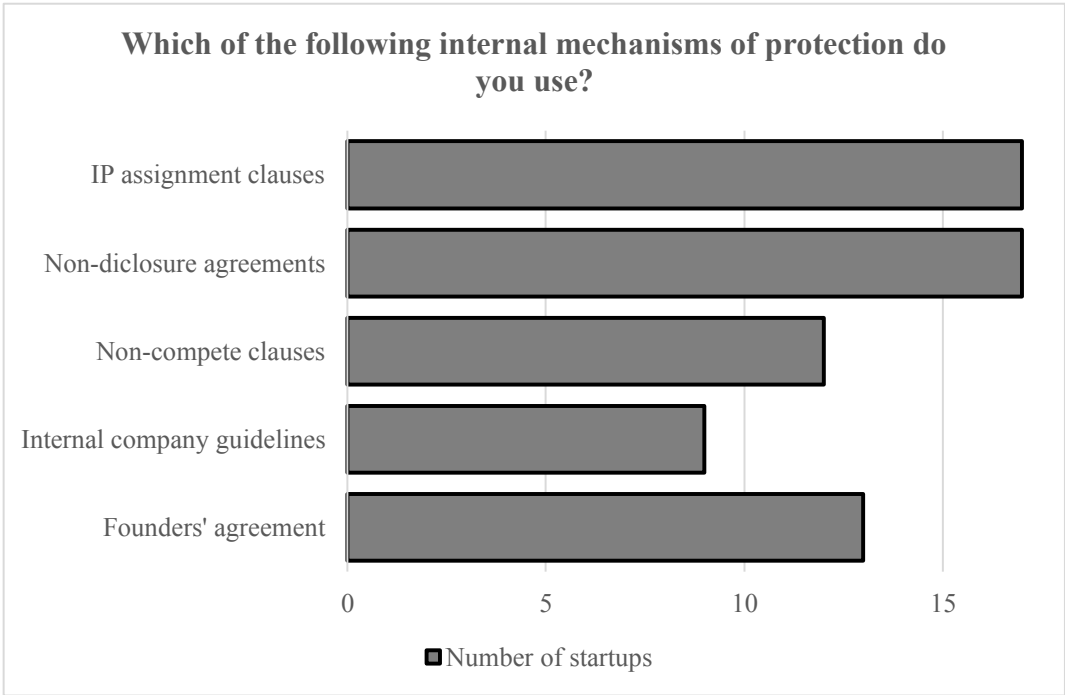 Which of the following internal mechanisms of protection do
you use?
IP assignment clauses
Non-diclosure agreements
Non-compete clauses
Internal company guidelines
Founders' agreement
0 5 10 15
Number of startups